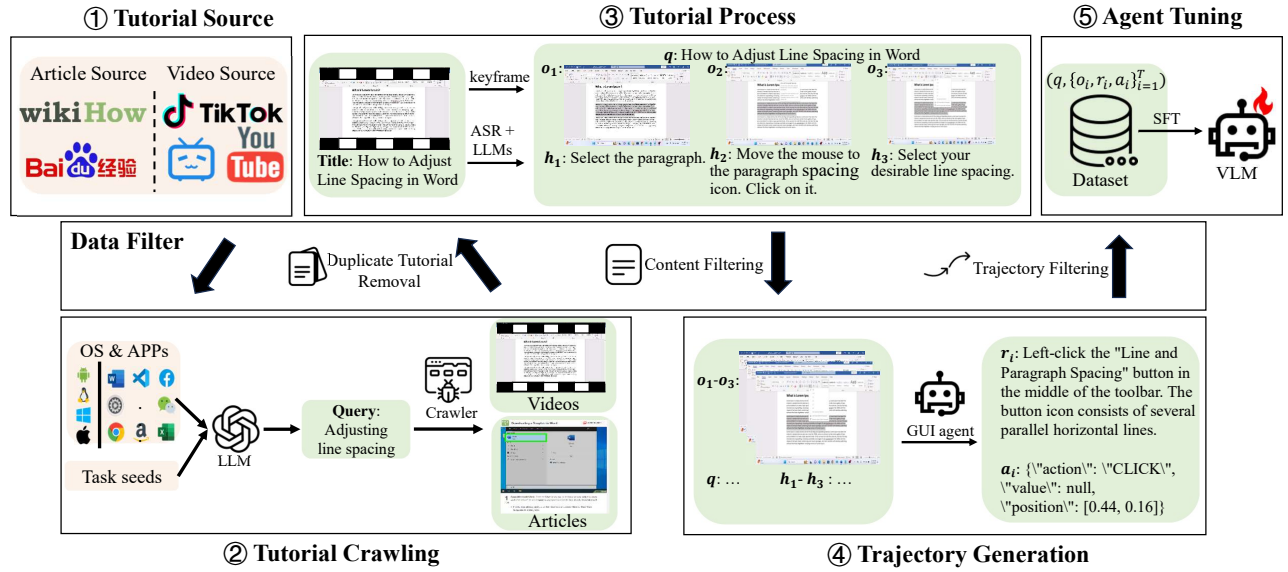 ① Tutorial Source
Article Source
Video Source
wikiHow
Bai du 经验
TikTok
You
Tube
③ Tutorial Process
Title: How to Adjust
Line Spacing in Word
keyframe
ASR +
LLMs
q: How to Adjust Line Spacing in Word
o₁:
o₂:
o₃:
h₁: Select the paragraph.
h₂: Move the mouse to
the paragraph spacing
icon. Click on it.
h₃: Select your
desirable line spacing.
⑤ Agent Tuning
(q, {oᵢ, rᵢ, aᵢ}ᵀᵢ₌₁)
SFT
Dataset
VLM
Data Filter
Duplicate Tutorial
Removal
Content Filtering
Trajectory Filtering
OS & APPs
Task seeds
LLM
Query:
Adjusting
line spacing
Crawler
Videos
Articles
② Tutorial Crawling
o₁-o₃:
q: …
h₁- h₃ : …
GUI agent
rᵢ: Left-click the "Line and
Paragraph Spacing" button
in the middle of the toolbar. The
button icon consists of several
parallel horizontal lines.
aᵢ: {\"action\": \"CLICK\",
\"value\": null,
\"position\": [0.44, 0.16]}
④ Trajectory Generation